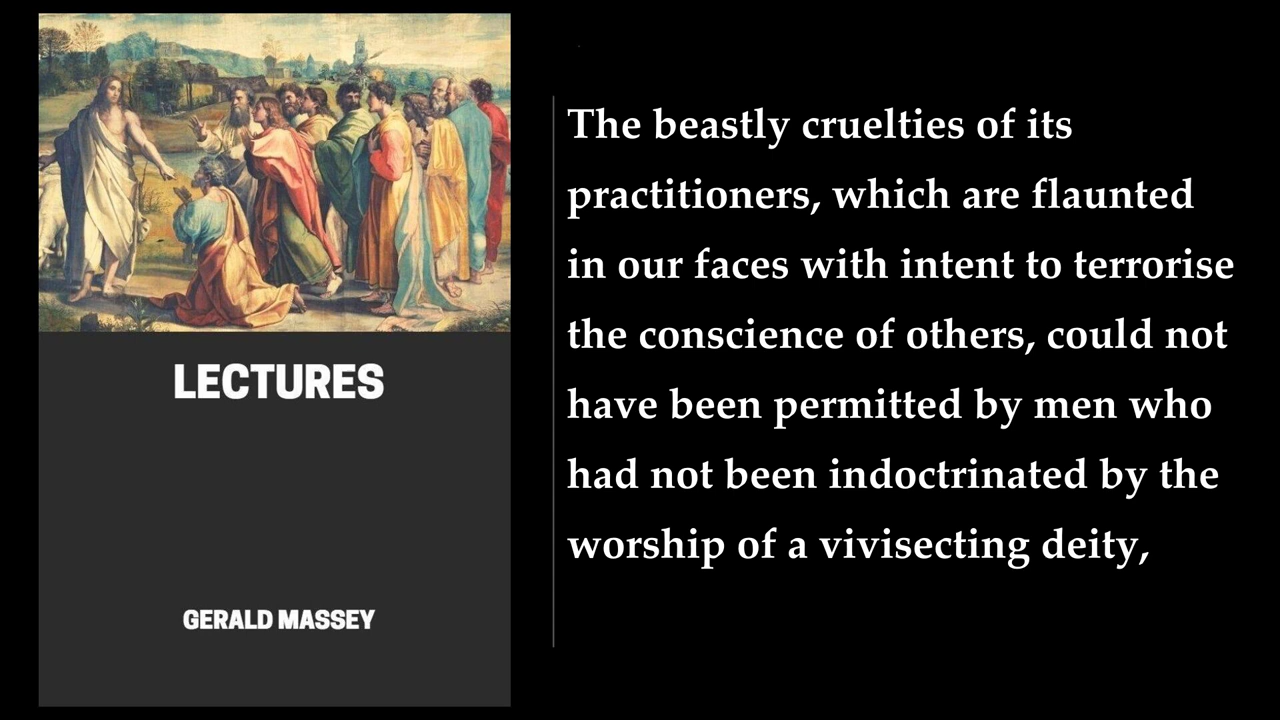 LECTURES
GERALD MASSEY
The beastly cruelties of its
practitioners, which are flaunted
in our faces with intent to terrorise
the conscience of others, could not
have been permitted by men who
had not been indoctrinated by the
worship of a vivisecting deity,